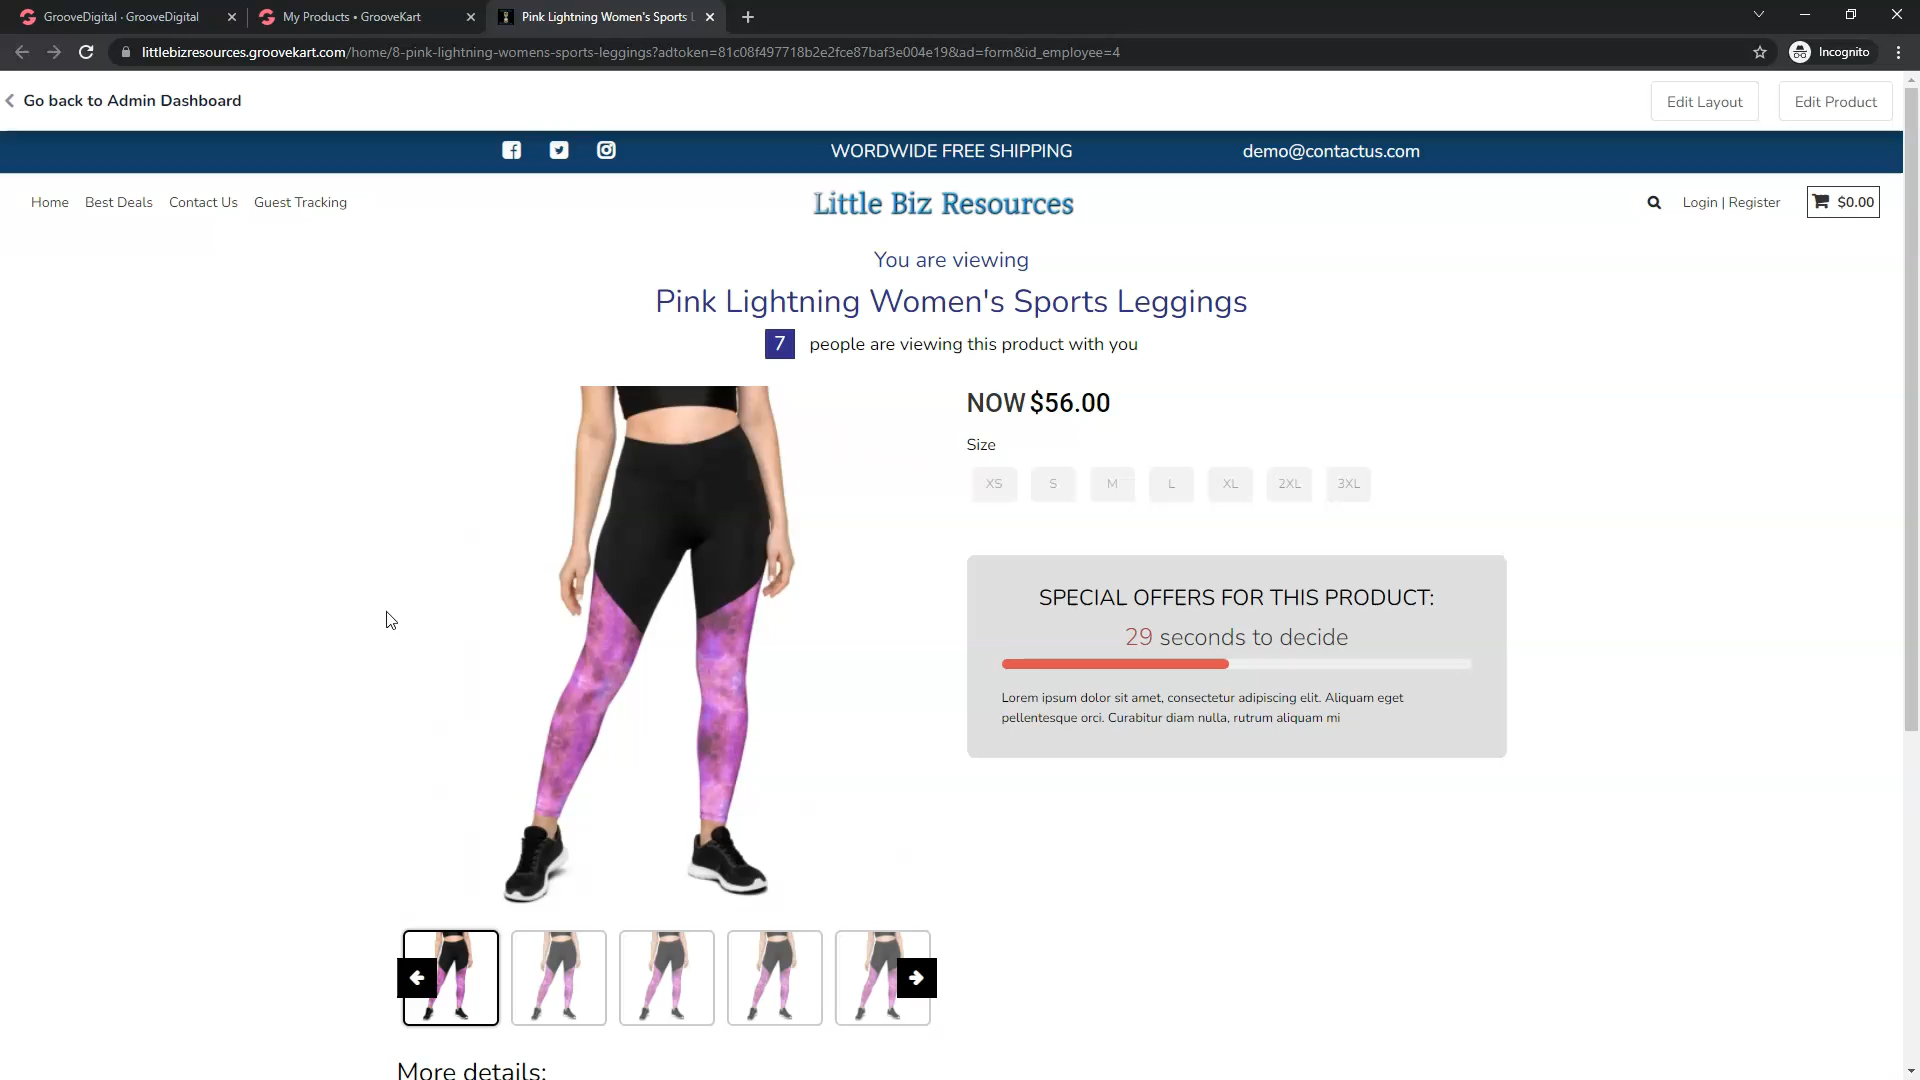 GrooveDigital · GrooveDigital
My Products • GrooveKart
Pink Lightning Women's Sports L
littlebizresources.groovekart.com/home/8-pink-lightning-womens-sports-leggings?adtoken=81c08f497718b2e2fce87baf3e004e19&ad=form&id_employee=4
Incognito
Go back to Admin Dashboard
Edit Layout
Edit Product
WORDWIDE FREE SHIPPING
demo@contactus.com
Home
Best Deals
Contact Us
Guest Tracking
Little Biz Resources
Login | Register
$0.00
You are viewing
Pink Lightning Women's Sports Leggings
7 people are viewing this product with you
NOW $56.00
Size
XS
S
M
L
XL
2XL
3XL
SPECIAL OFFERS FOR THIS PRODUCT:
29 seconds to decide
Lorem ipsum dolor sit amet, consectetur adipiscing elit. Aliquam eget
pellentesque orci. Curabitur diam nulla, rutrum aliquam mi
More details: